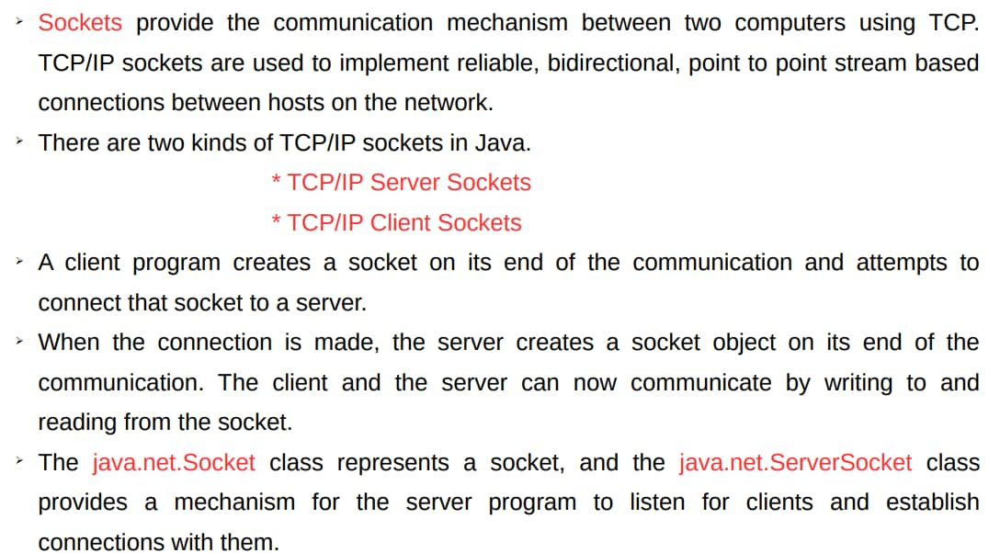 ➢ Sockets provide the communication mechanism between two computers using TCP.
TCP/IP sockets are used to implement reliable, bidirectional, point to point stream based
connections between hosts on the network.
➢ There are two kinds of TCP/IP sockets in Java.
* TCP/IP Server Sockets
* TCP/IP Client Sockets
➢ A client program creates a socket on its end of the communication and attempts to
connect that socket to a server.
➢ When the connection is made, the server creates a socket object on its end of the
communication. The client and the server can now communicate by writing to and
reading from the socket.
➢ The java.net.Socket class represents a socket, and the java.net.ServerSocket class
provides a mechanism for the server program to listen for clients and establish
connections with them.